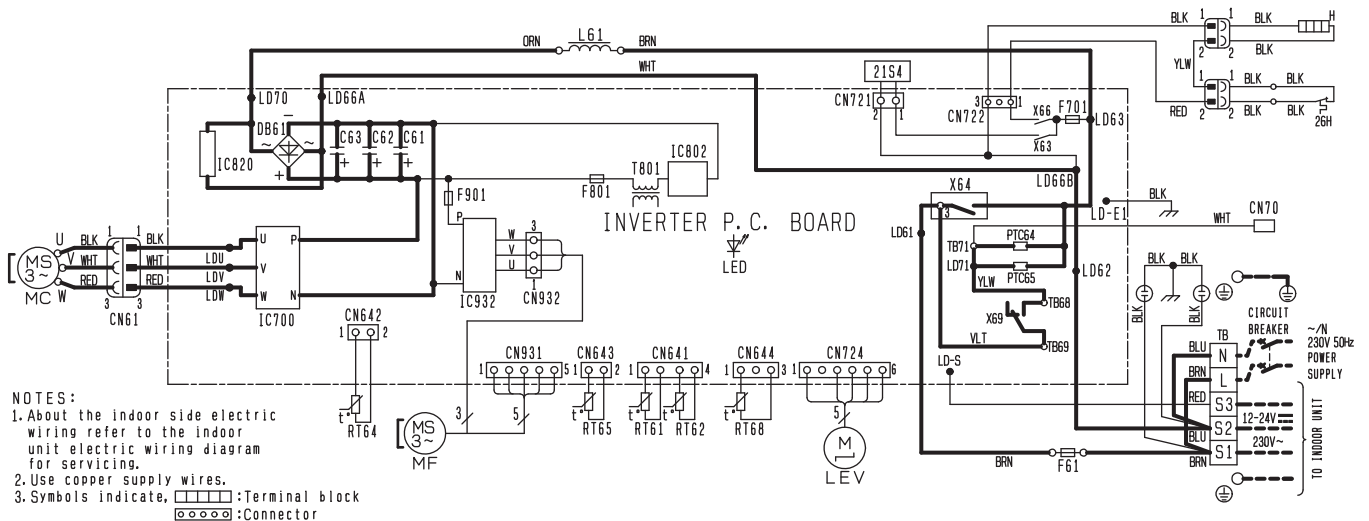 L61
ORN
BRN
WHT
LD70
LD66A
DB61
−
~
~
+
C63
C62
C61
+
+
+
IC820
F901
F801
T801
IC802
INVERTER P.C. BOARD
LED
21S4
CN721
2
1
3
1
CN722
X66
F701
X63
LD63
LD66B
BLK
1
1
BLK
H
2
2
BLK
YLW
1
1
BLK
BLK
RED
2
2
BLK
BLK
26H
X64
3
LD-E1
BLK
WHT
CN70
LD61
TB71
PTC64
LD71
PTC65
YLW
LD62
TB68
X69
TB69
VLT
LD-S
U
BLK
1
1
BLK
LDU
U
P
MS
3~
V
WHT
WHT
LDV
V
W
RED
RED
LDW
W
N
MC
3
3
CN61
IC700
P
N
W
V
U
3
1
IC932
CN932
CN642
1
2
t°
RT64
CN931
1
5
CN643
1
2
CN641
1
4
CN644
1
3
CN724
1
6
3
5
t°
RT65
t°
RT61
t°
RT62
t°
RT68
5
MS
3~
MF
M
LEV
BLK
BLK
BLK
BLK
CIRCUIT
BREAKER
~/N
230V 50Hz
POWER
SUPPLY
TB
BLU
N
BRN
L
RED
S3
12-24V
S2
BLU
230V~
S1
BRN
BRN
F61
TO INDOOR UNIT
NOTES:
1. About the indoor side electric
wiring refer to the indoor
unit electric wiring diagram
for servicing.
2. Use copper supply wires.
3. Symbols indicate,
:Terminal block
:Connector